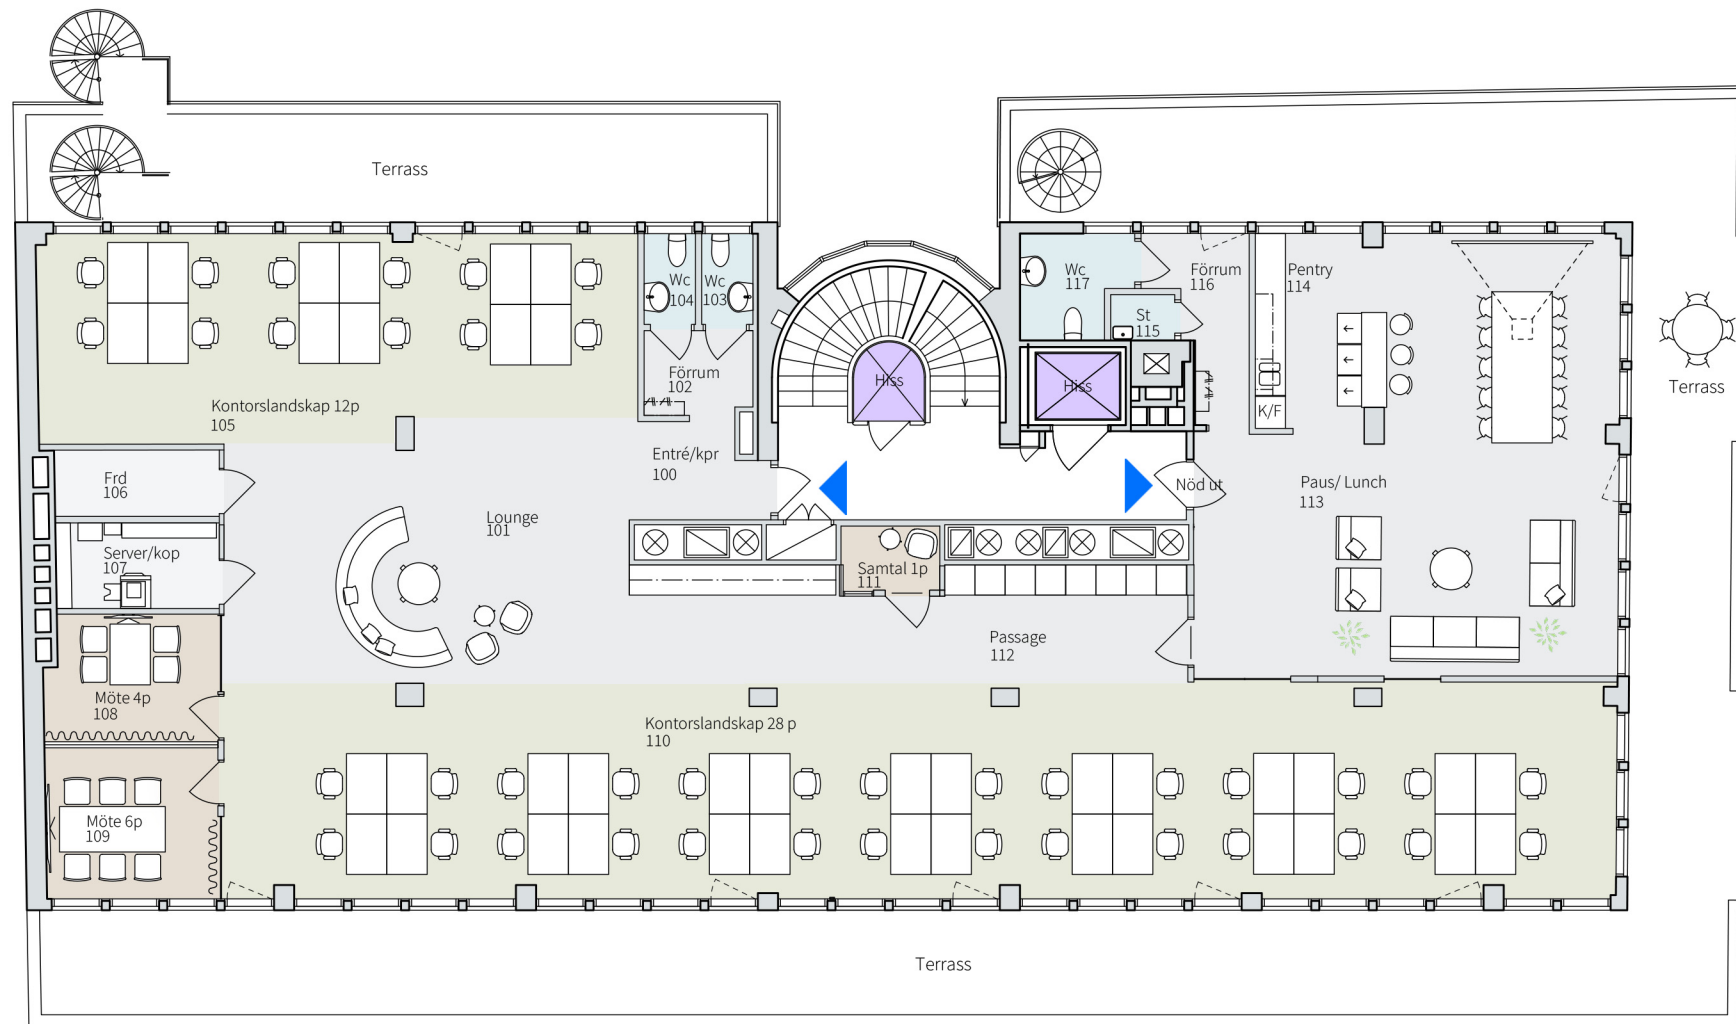 Terrass
Wc
104
Wc
103
Förrum
102
Hiss
Hiss
Wc
117
St
115
Förrum
116
Pentry
114
K/F
Terrass
Kontorslandskap 12p
105
Entré/kpr
100
Frd
106
Lounge
101
Nöd ut
Paus/ Lunch
113
Server/kop
107
Samtal 1p
111
Passage
112
Möte 4p
108
Kontorslandskap 28 p
110
Möte 6p
109
Terrass